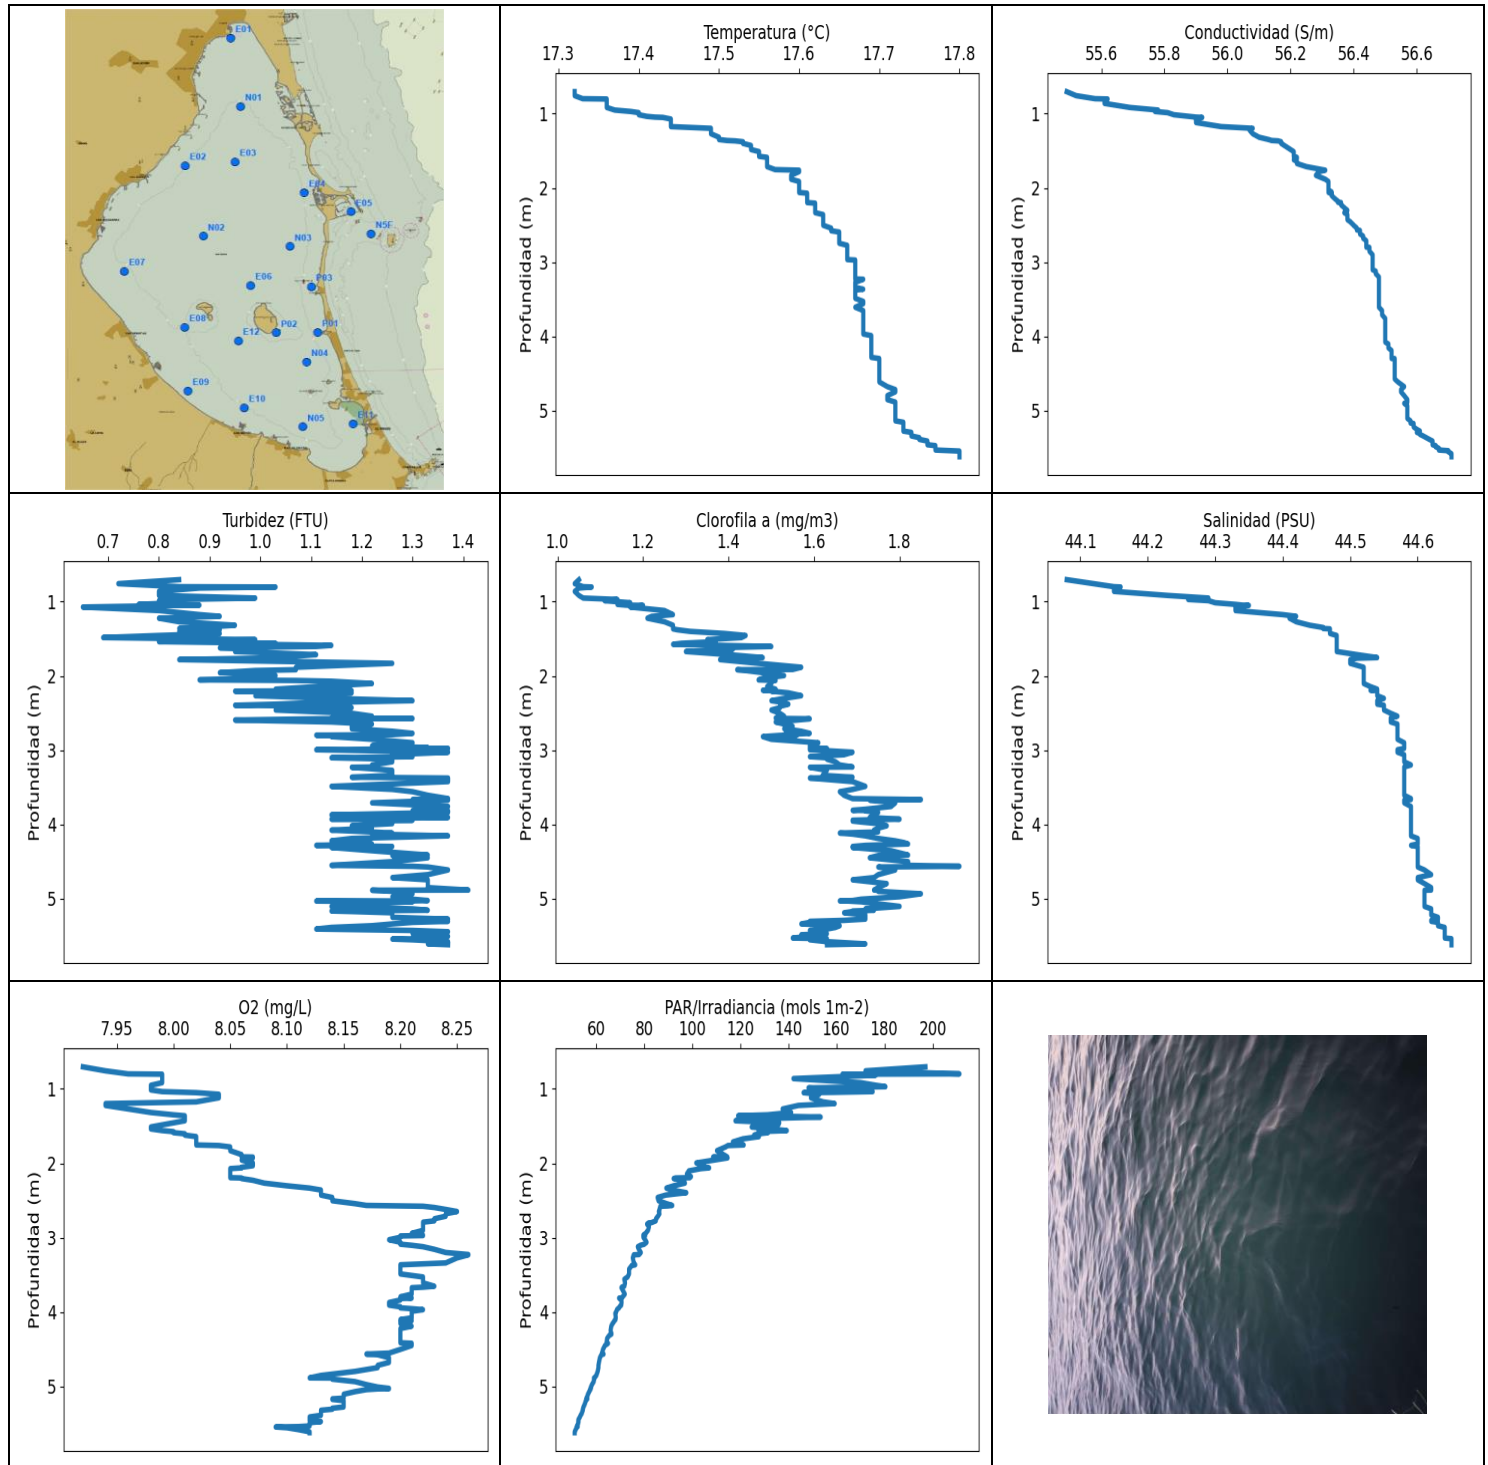 E01
N01
E02
E03
E04
E05
N5E
N02
N03
E07
E06
P03
E08
E12
P02
P01
N04
E09
E10
N05
E11
Temperatura (°C)
17.3 17.4 17.5 17.6 17.7 17.8
Profundidad (m)
1
2
3
4
5
Conductividad (S/m)
55.6 55.8 56.0 56.2 56.4 56.6
Profundidad (m)
1
2
3
4
5
Turbidez (FTU)
0.7 0.8 0.9 1.0 1.1 1.2 1.3 1.4
Profundidad (m)
1
2
3
4
5
Clorofila a (mg/m3)
1.0 1.2 1.4 1.6 1.8
Profundidad (m)
1
2
3
4
5
Salinidad (PSU)
44.1 44.2 44.3 44.4 44.5 44.6
Profundidad (m)
1
2
3
4
5
O2 (mg/L)
7.95 8.00 8.05 8.10 8.15 8.20 8.25
Profundidad (m)
1
2
3
4
5
PAR/Irradiancia (mols 1m-2)
60 80 100 120 140 160 180 200
Profundidad (m)
1
2
3
4
5